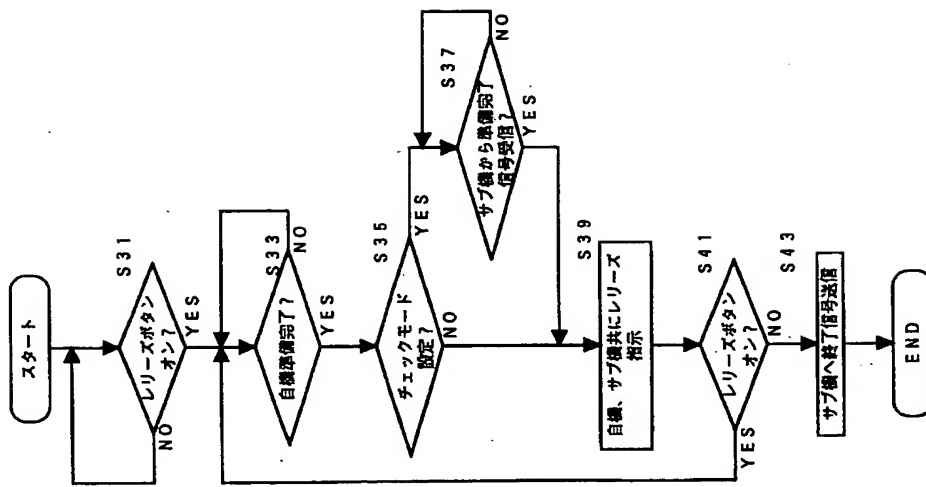 スタート
S31
レリーズボタン
オン？
NO
YES
S33
自機準備完了？
NO
YES
S35
チェックモード
設定？
YES
NO
S37
サブ機から準備完了
信号受信？
NO
YES
S39
自機、サブ機共にレリーズ
指示
S41
レリーズボタン
オン？
YES
NO
S43
サブ機へ終了信号送信
END